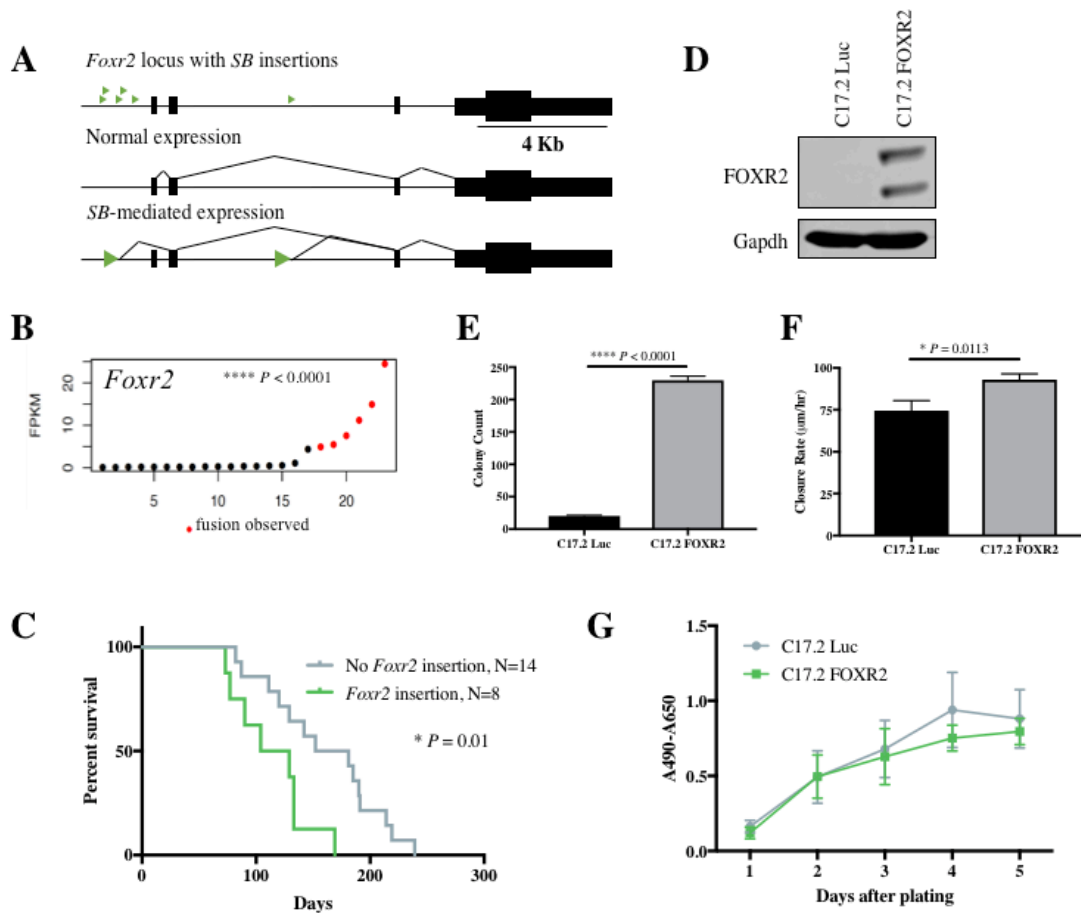 A
Foxr2 locus with SB insertions
4 Kb
Normal expression
SB-mediated expression
B
Foxr2
**** P < 0.0001
FPKM
20
10
0
5
10
15
20
fusion observed
C
100
50
0
Percent survival
No Foxr2 insertion, N=14
Foxr2 insertion, N=8
* P = 0.01
0
100
200
300
Days
D
C17.2 Luc
C17.2 FOXR2
FOXR2
Gapdh
E
**** P < 0.0001
Colony Count
250
200
150
100
50
0
C17.2 Luc
C17.2 FOXR2
F
* P = 0.0113
Closure Rate (µm/hr)
100
75
50
25
0
C17.2 Luc
C17.2 FOXR2
G
C17.2 Luc
C17.2 FOXR2
A490-A650
1.5
1.0
0.5
0.0
1
2
3
4
5
Days after plating